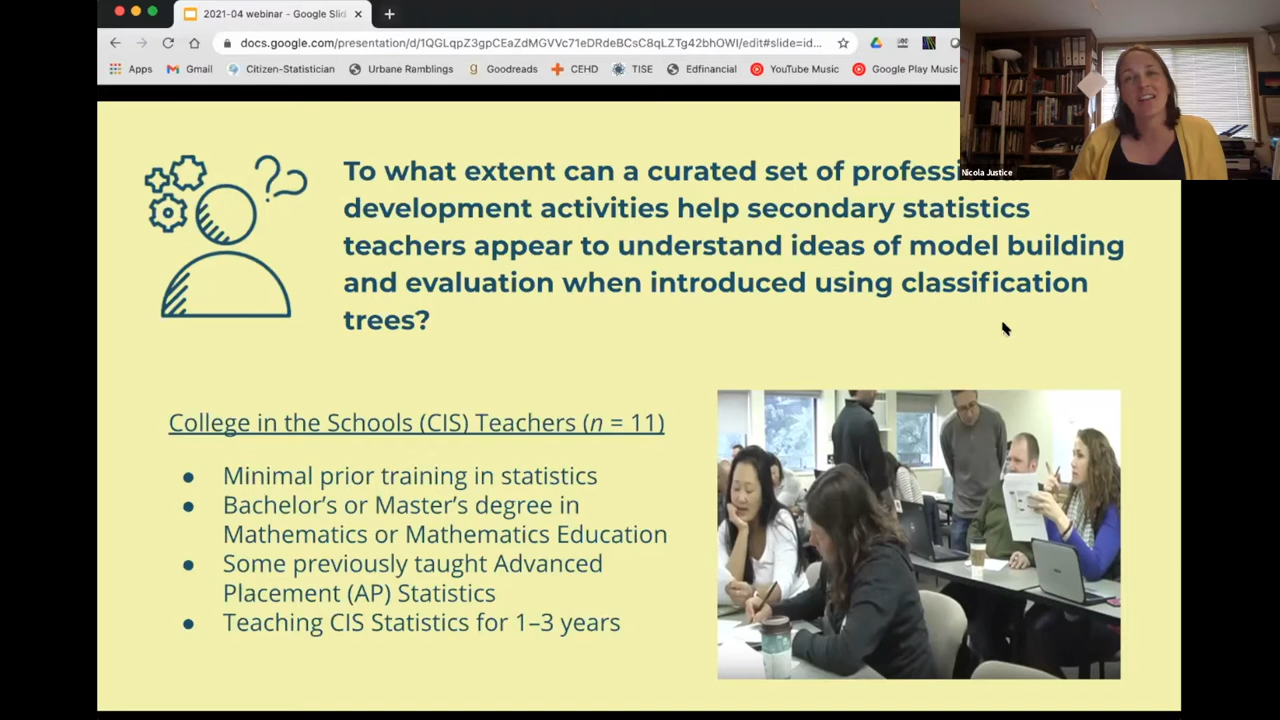 2021-04 webinar - Google Slid
docs.google.com/presentation/d/1QGLqpZ3gpCEaZdMGVVc71eDRdeBCsC8qLZTg42bhOWI/edit#slide=id...
Apps Gmail Citizen-Statistician Urbane Ramblings Goodreads CEHD TISE Edfinancial YouTube Music Google Play Music
Nicola Justice
To what extent can a curated set of professi
development activities help secondary statistics
teachers appear to understand ideas of model building
and evaluation when introduced using classification
trees?
College in the Schools (CIS) Teachers (n = 11)
● Minimal prior training in statistics
● Bachelor’s or Master’s degree in
Mathematics or Mathematics Education
● Some previously taught Advanced
Placement (AP) Statistics
● Teaching CIS Statistics for 1–3 years